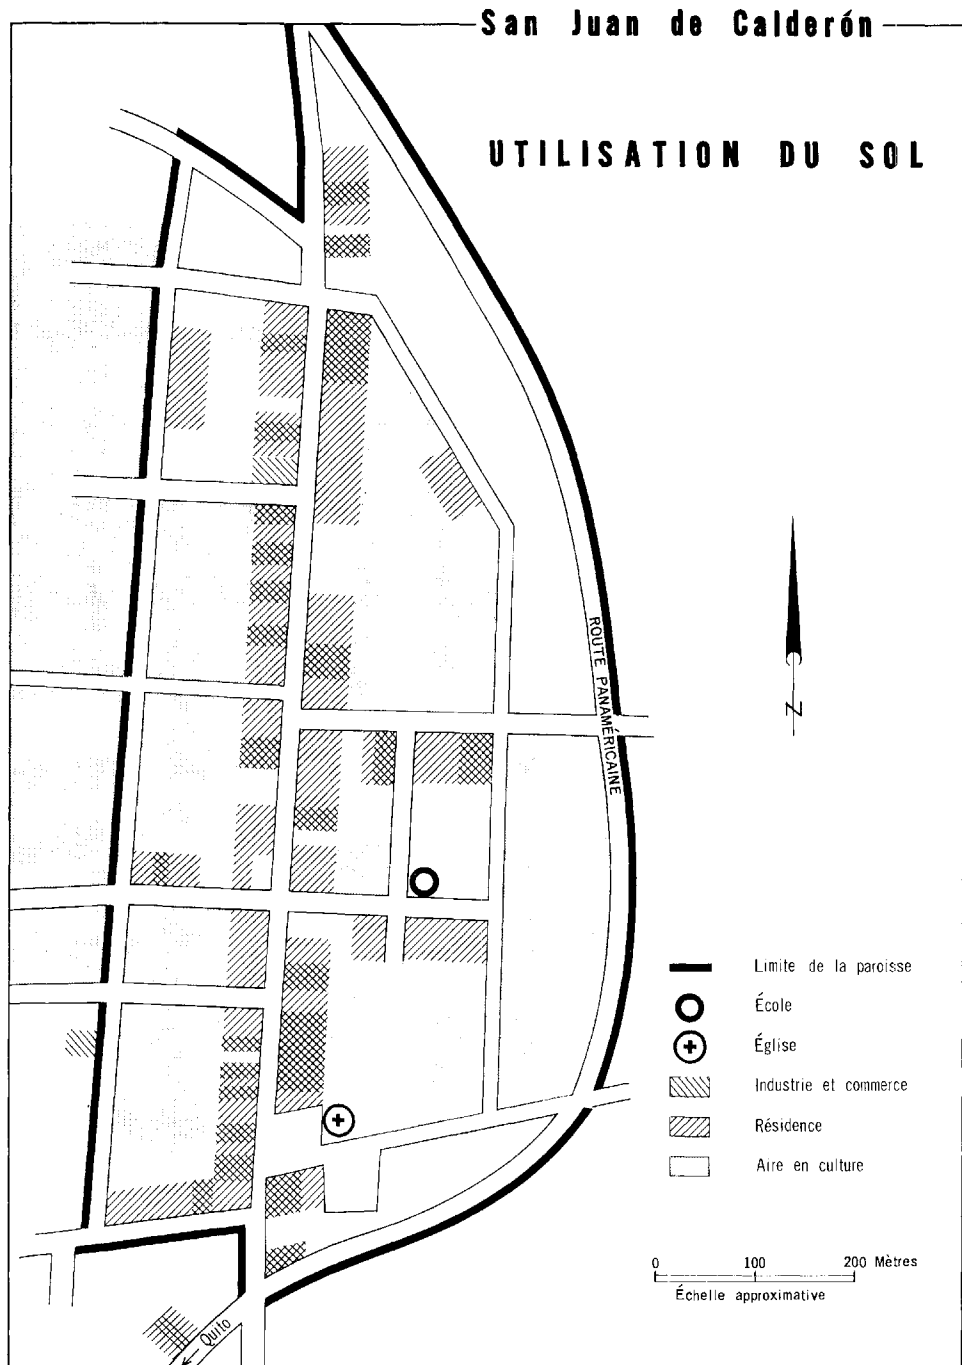 San Juan de Calderón
UTILISATION DU SOL
ROUTE PANAMÉRICAINE
N
Limite de la paroisse
École
Église
Industrie et commerce
Résidence
Aire en culture
0 100 200 Mètres
Échelle approximative
Quito